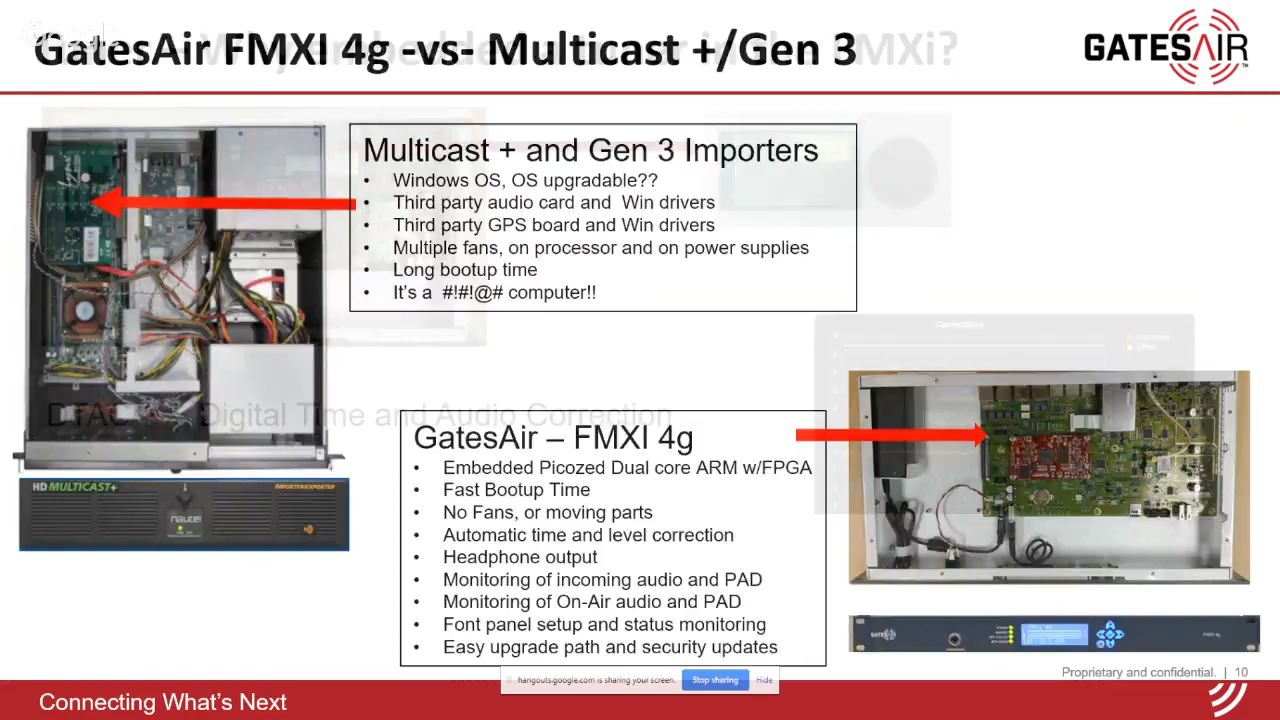 GatesAir FMXI 4g -vs- Multicast +/Gen 3
GATESAIR
Multicast + and Gen 3 Importers
• Windows OS, OS upgradable??
• Third party audio card and Win drivers
• Third party GPS board and Win drivers
• Multiple fans, on processor and on power supplies
• Long bootup time
• It's a #!#!@# computer!!
DTAC
Digital Time and Audio Correction
GatesAir – FMXI 4g
• Embedded Picozed Dual core ARM w/FPGA
• Fast Bootup Time
• No Fans, or moving parts
• Automatic time and level correction
• Headphone output
• Monitoring of incoming audio and PAD
• Monitoring of On-Air audio and PAD
• Font panel setup and status monitoring
• Easy upgrade path and security updates
HD MULTICAST+
IMPORTER/EXPORTER
nautel
GATESAIR
FMXI 4g
Proprietary and confidential. | 10
hangouts.google.com is sharing your screen. Stop sharing Hide
Connecting What's Next